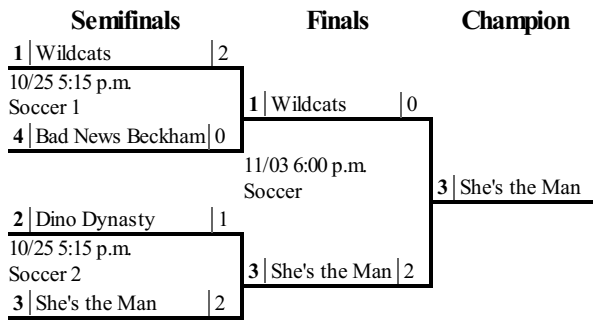 Semifinals Finals Champion
1 Wildcats 2
10/25 5:15 p.m.
Soccer 1
4 Bad News Beckham 0
1 Wildcats 0
11/03 6:00 p.m.
Soccer
3 She's the Man
2 Dino Dynasty 1
10/25 5:15 p.m.
Soccer 2
3 She's the Man 2
3 She's the Man 2